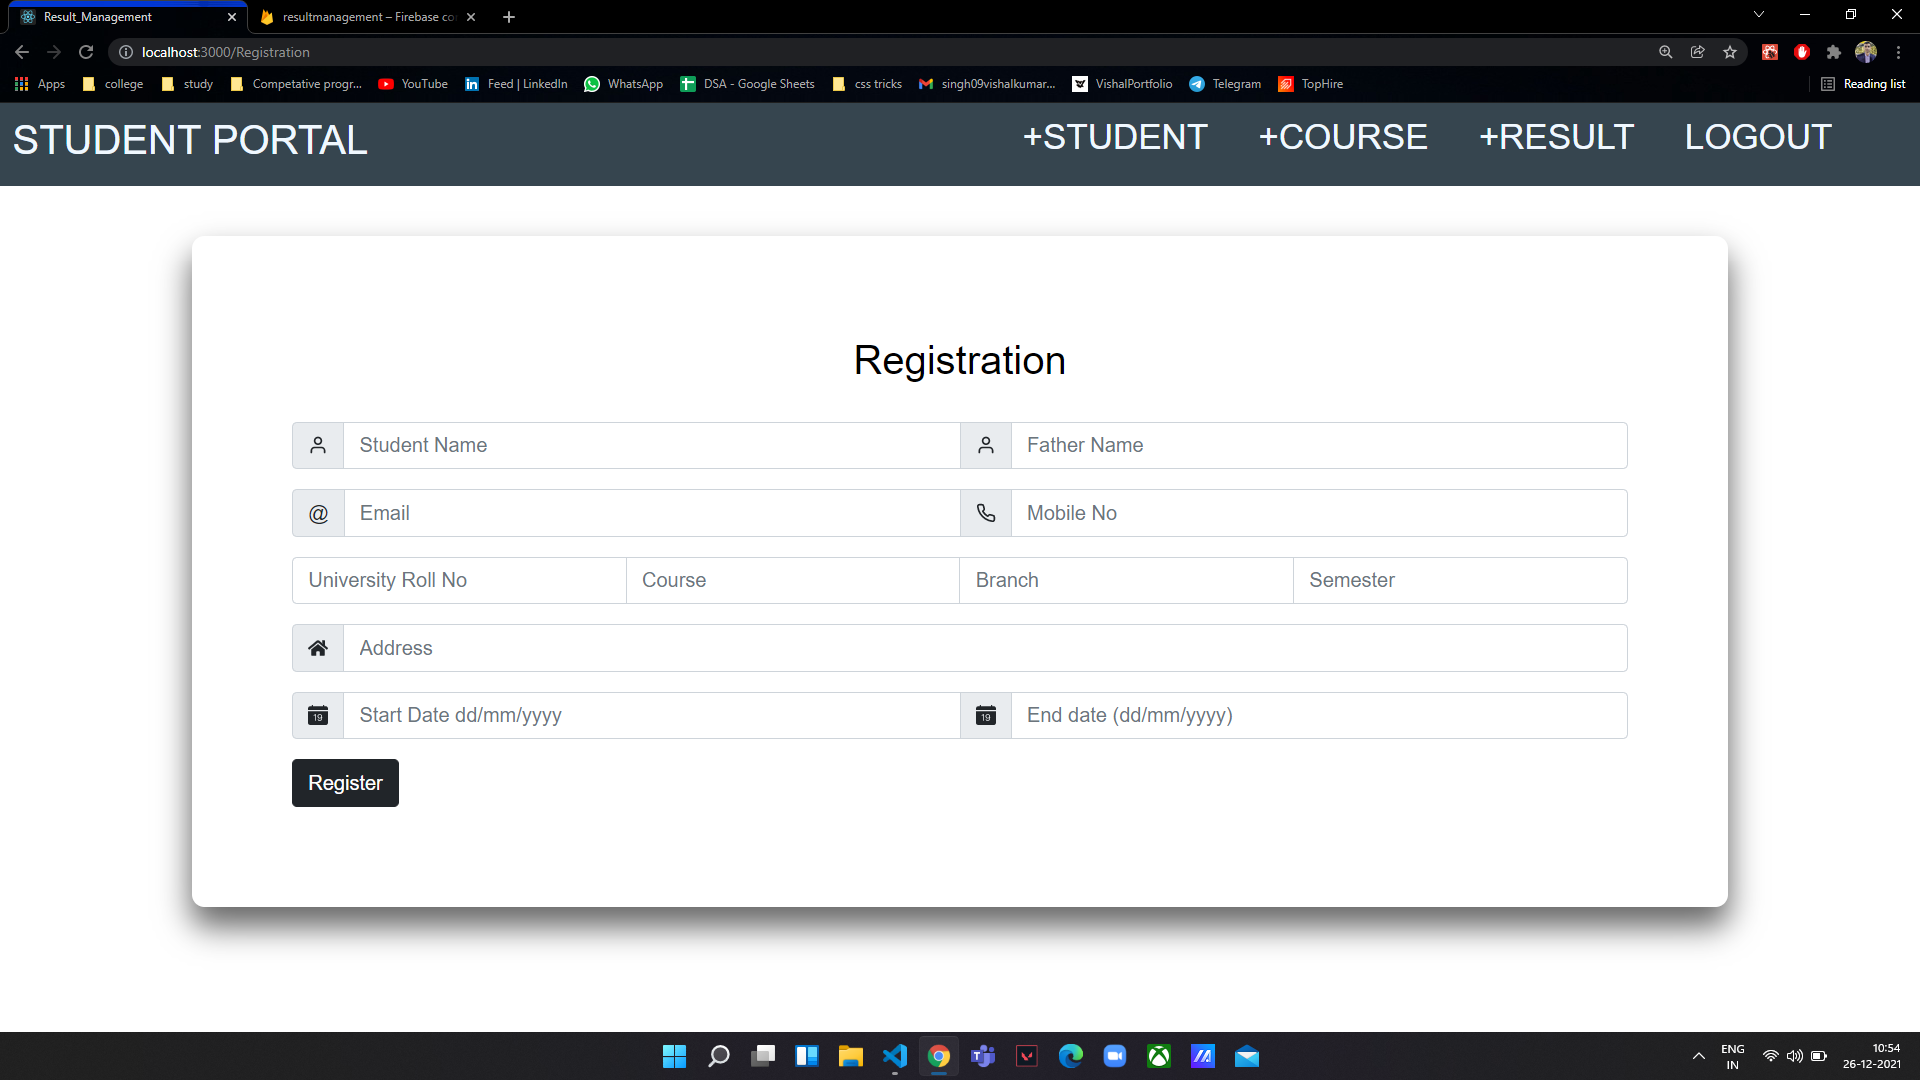 Result_Management
resultmanagement – Firebase co
localhost:3000/Registration
Apps college study Competative progr... YouTube Feed | LinkedIn WhatsApp DSA - Google Sheets css tricks singh09vishalkumar... VishalPortfolio Telegram TopHire Reading list
STUDENT PORTAL +STUDENT +COURSE +RESULT LOGOUT
Registration
Student Name Father Name
@ Email Mobile No
University Roll No Course Branch Semester
Address
19 Start Date dd/mm/yyyy 19 End date (dd/mm/yyyy)
Register
ENG
IN
10:54
26-12-2021